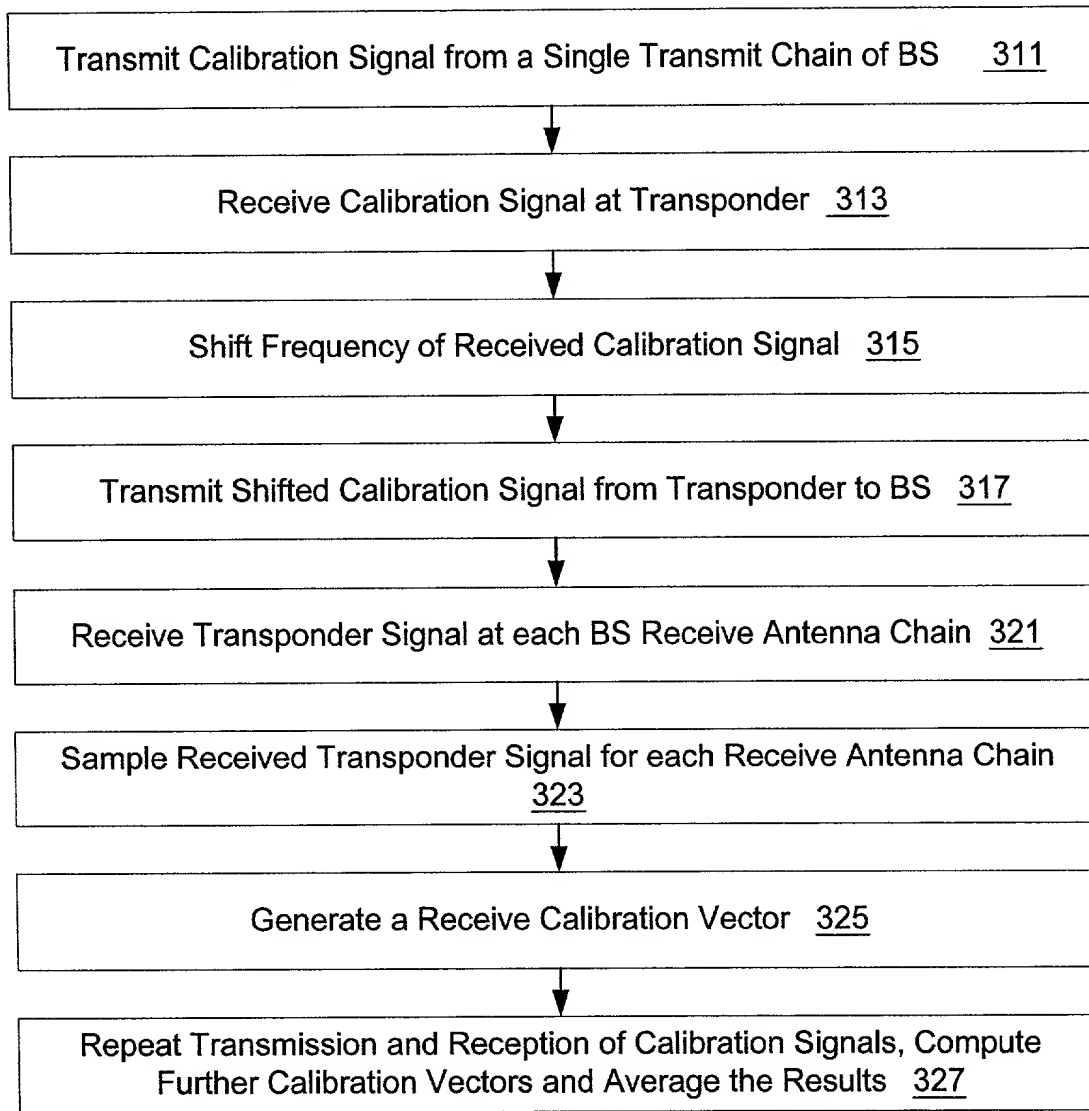 Transmit Calibration Signal from a Single Transmit Chain of BS 311
Receive Calibration Signal at Transponder 313
Shift Frequency of Received Calibration Signal 315
Transmit Shifted Calibration Signal from Transponder to BS 317
Receive Transponder Signal at each BS Receive Antenna Chain 321
Sample Received Transponder Signal for each Receive Antenna Chain
323
Generate a Receive Calibration Vector 325
Repeat Transmission and Reception of Calibration Signals, Compute
Further Calibration Vectors and Average the Results 327